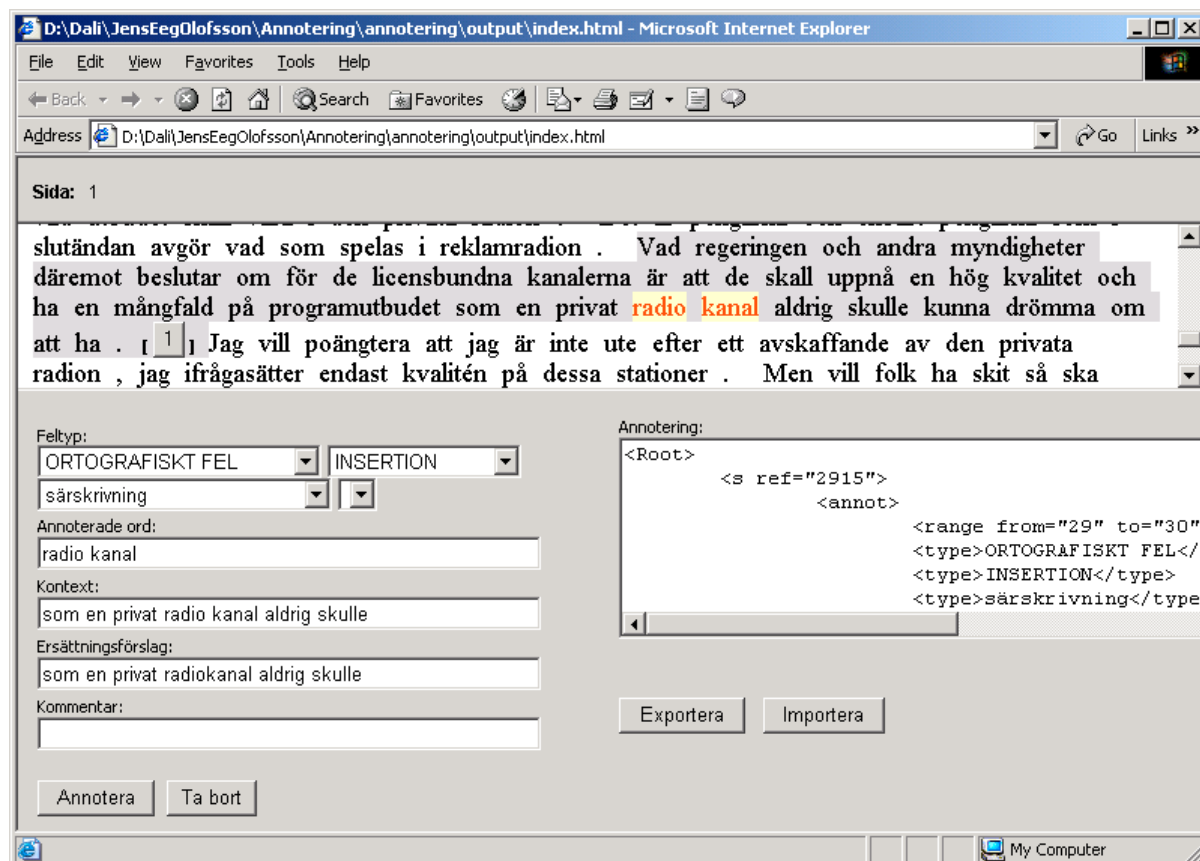 D:\Dali\JensEegOlofsson\Annotering\annotering\output\index.html - Microsoft Internet Explorer
File Edit View Favorites Tools Help
Back Search Favorites
Address D:\Dali\JensEegOlofsson\Annotering\annotering\output\index.html Go Links »
Sida: 1
slutändan avgör vad som spelas i reklamradion . Vad regeringen och andra myndigheter
däremot beslutar om för de licensbundna kanalerna är att de skall uppnå en hög kvalitet och
ha en mångfald på programutbudet som en privat radio kanal aldrig skulle kunna drömma om
att ha . [ 1 ] Jag vill poängtera att jag är inte ute efter ett avskaffande av den privata
radion , jag ifrågasätter endast kvalitén på dessa stationer . Men vill folk ha skit så ska
Feltyp:
ORTOGRAFISKT FEL INSERTION
särskrivning
Annoterade ord:
radio kanal
Kontext:
som en privat radio kanal aldrig skulle
Ersättningsförslag:
som en privat radiokanal aldrig skulle
Kommentar:
Annotera Ta bort
Annotering:
<Root>
<s ref="2915">
<annot>
<range from="29" to="30"
<type>ORTOGRAFISKT FEL</
<type>INSERTION</type>
<type>särskrivning</type
Exportera Importera
My Computer